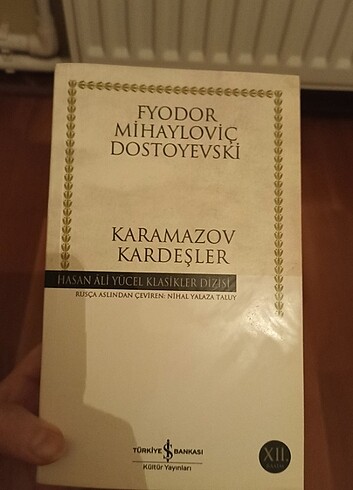 FYODOR
MİHAYLOVİÇ
DOSTOYEVSKİ
KARAMAZOV
KARDEŞLER
HASAN ÂLİ YÜCEL KLASİKLER DİZİSİ
RUSÇA ASLINDAN ÇEVİREN: NİHAL YALAZA TALUY
TÜRKİYE İŞ BANKASI
Kültür Yayınları
XII.
BASIM